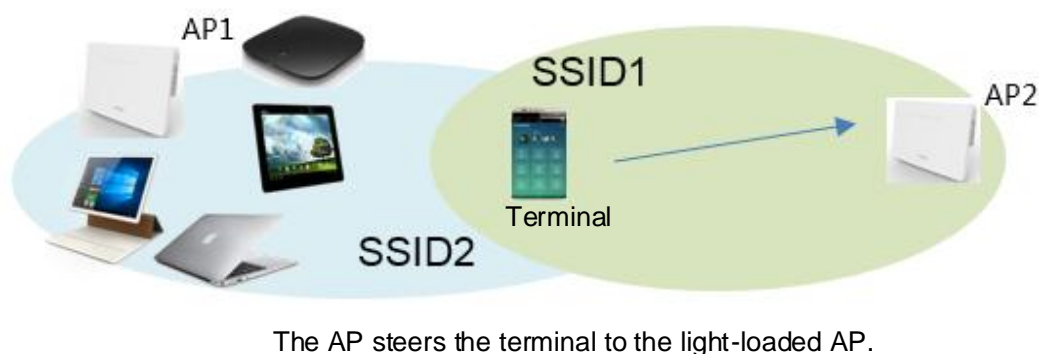 AP1
SSID1
AP2
Terminal
SSID2
The AP steers the terminal to the light-loaded AP.